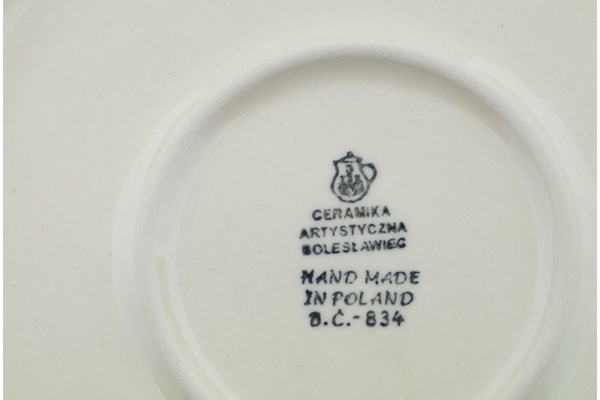 CERAMIKA
ARTYSTYCZNA
BOLESŁAWIEC
HAND MADE
IN POLAND
B.C.-834